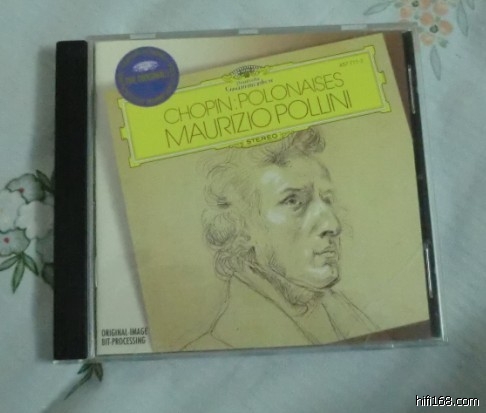 CHOPIN·POLONAISES
MAURIZIO POLLINI
STEREO
ORIGINAL-IMAGE
BIT-PROCESSING
hifi168.com